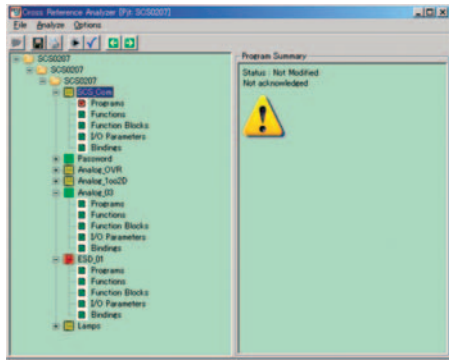 Cross Reference Analyzer [Pjt SCS0207]
File Analyze Options
SCS0207
SCS0207
SCS0207
SCS_Com
Programs
Functions
Function Blocks
I/O Parameters
Bindings
Password
Analog_OVR
Analog_1oo2D
Analog_03
Programs
Functions
Function Blocks
I/O Parameters
Bindings
ESD_01
Programs
Functions
Function Blocks
I/O Parameters
Bindings
Lamps
Program Summary
Status : Not Modified
Not acknowledged